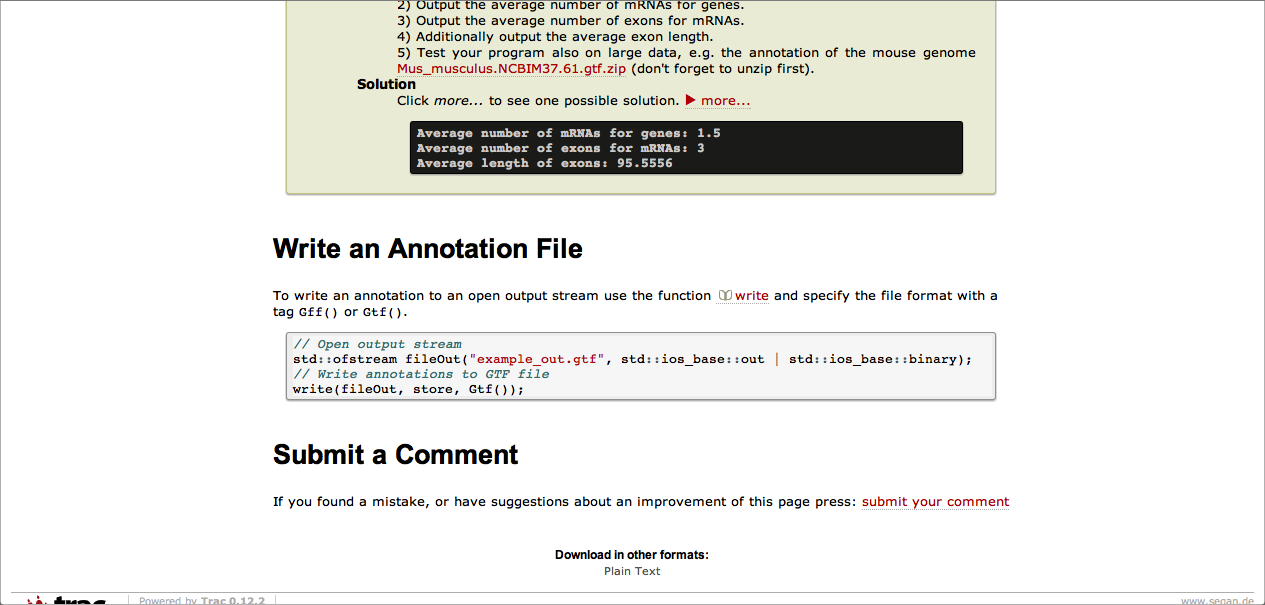 2) Output the average number of mRNAs for genes.
3) Output the average number of exons for mRNAs.
4) Additionally output the average exon length.
5) Test your program also on large data, e.g. the annotation of the mouse genome
Mus_musculus.NCBIM37.61.gtf.zip (don't forget to unzip first).
Solution
Click more... to see one possible solution. ▶ more...
Average number of mRNAs for genes: 1.5
Average number of exons for mRNAs: 3
Average length of exons: 95.5556
Write an Annotation File
To write an annotation to an open output stream use the function write and specify the file format with a
tag Gff() or Gtf().
// Open output stream
std::ofstream fileOut("example_out.gtf", std::ios_base::out | std::ios_base::binary);
// Write annotations to GTF file
write(fileOut, store, Gtf());
Submit a Comment
If you found a mistake, or have suggestions about an improvement of this page press: submit your comment
Download in other formats:
Plain Text
trac Powered by Trac 0.12.2 www.seqan.de